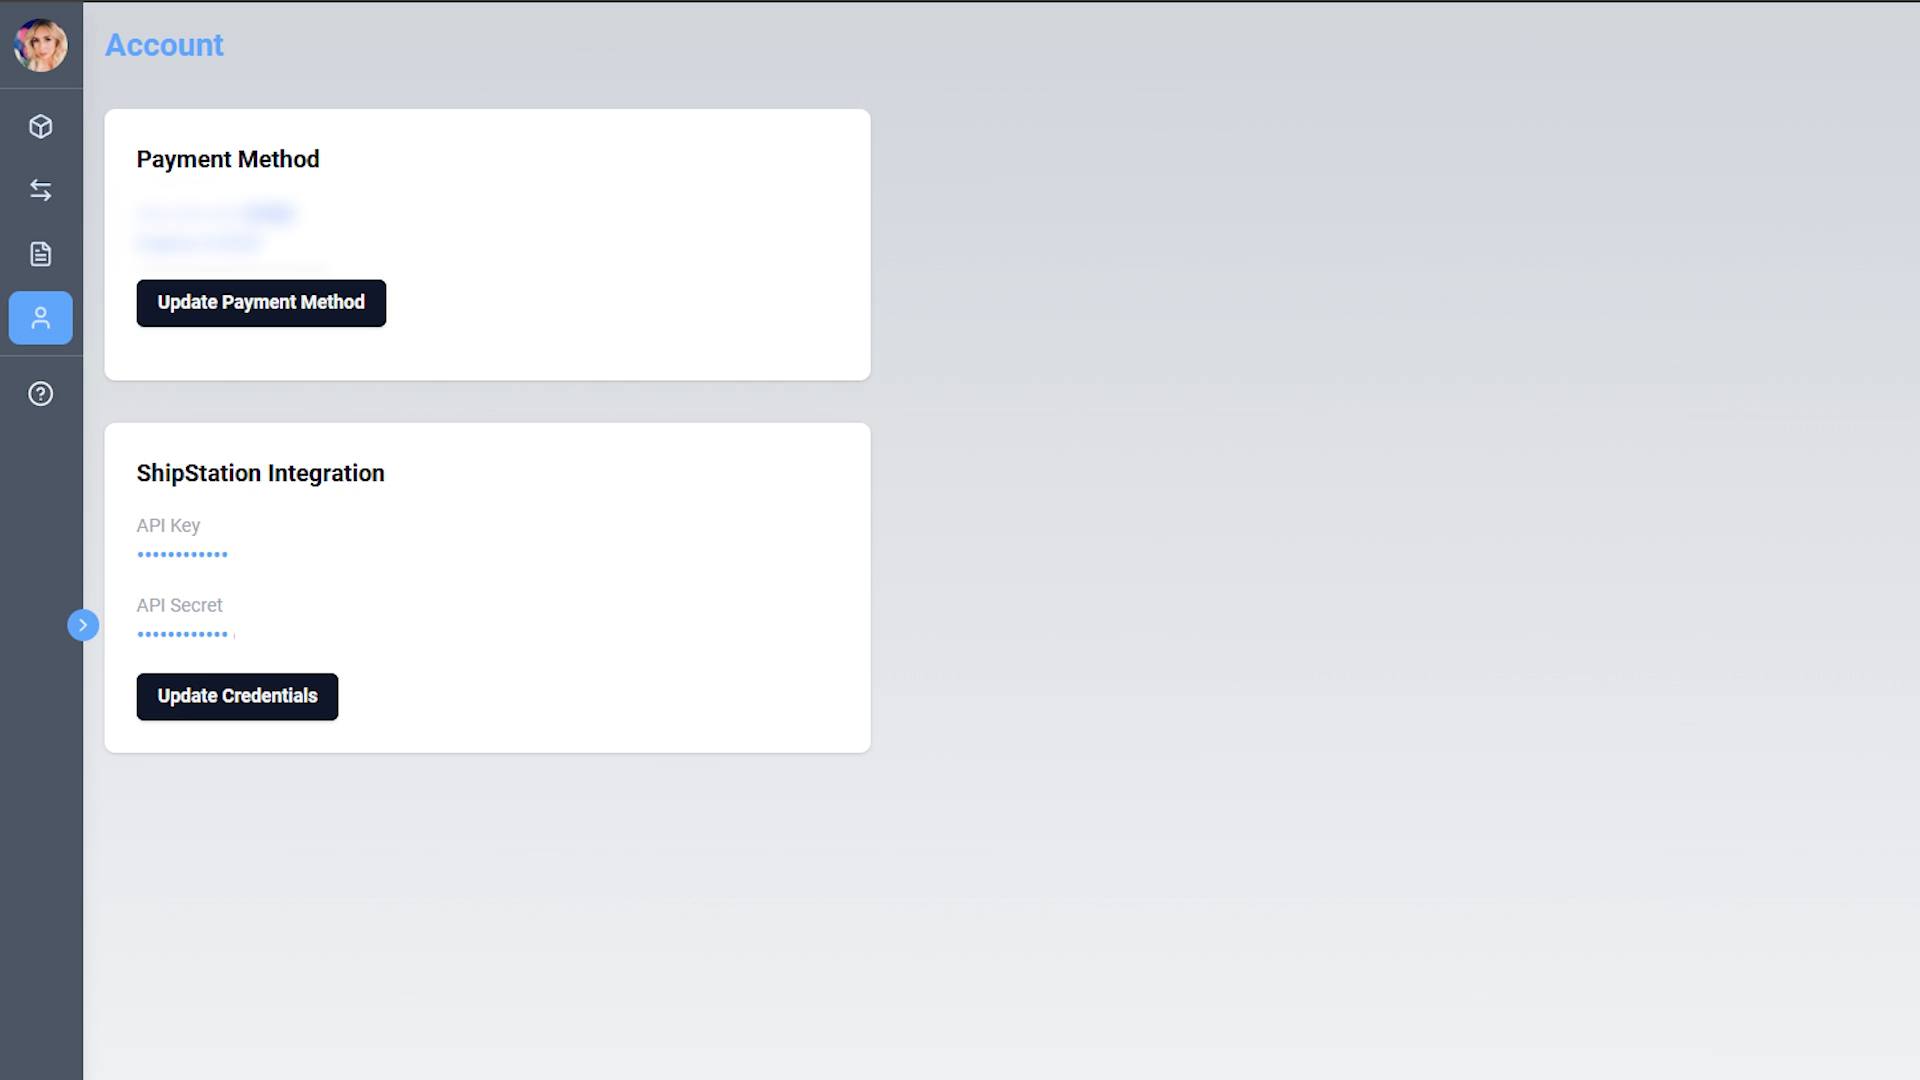 Account
Payment Method
Update Payment Method
ShipStation Integration
API Key
••••••••••••
API Secret
••••••••••••
Update Credentials